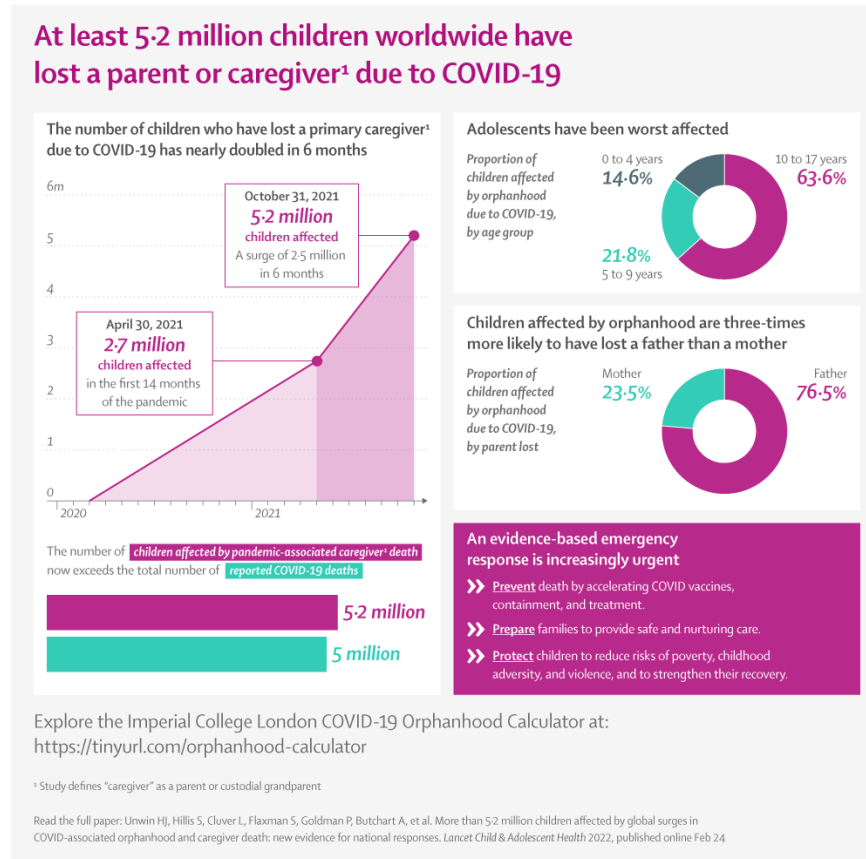 At least 5·2 million children worldwide have
lost a parent or caregiver¹ due to COVID-19
The number of children who have lost a primary caregiver¹
due to COVID-19 has nearly doubled in 6 months
6m
5
4
3
2
1
0
2020
2021
October 31, 2021
5·2 million
children affected
A surge of 2·5 million
in 6 months
April 30, 2021
2·7 million
children affected
in the first 14 months
of the pandemic
The number of children affected by pandemic-associated caregiver¹ death
now exceeds the total number of reported COVID-19 deaths
5·2 million
5 million
Adolescents have been worst affected
Proportion of
children affected
by orphanhood
due to COVID-19,
by age group
0 to 4 years
14·6%
10 to 17 years
63·6%
21·8%
5 to 9 years
Children affected by orphanhood are three-times
more likely to have lost a father than a mother
Proportion of
children affected
by orphanhood
due to COVID-19,
by parent lost
Mother
23·5%
Father
76·5%
An evidence-based emergency
response is increasingly urgent
Prevent death by accelerating COVID vaccines,
containment, and treatment.
Prepare families to provide safe and nurturing care.
Protect children to reduce risks of poverty, childhood
adversity, and violence, and to strengthen their recovery.
Explore the Imperial College London COVID-19 Orphanhood Calculator at:
https://tinyurl.com/orphanhood-calculator
¹ Study defines “caregiver” as a parent or custodial grandparent
Read the full paper: Unwin HJ, Hillis S, Cluver L, Flaxman S, Goldman P, Butchart A, et al. More than 5·2 million children affected by global surges in
COVID-associated orphanhood and caregiver death: new evidence for national responses. Lancet Child & Adolescent Health 2022, published online Feb 24